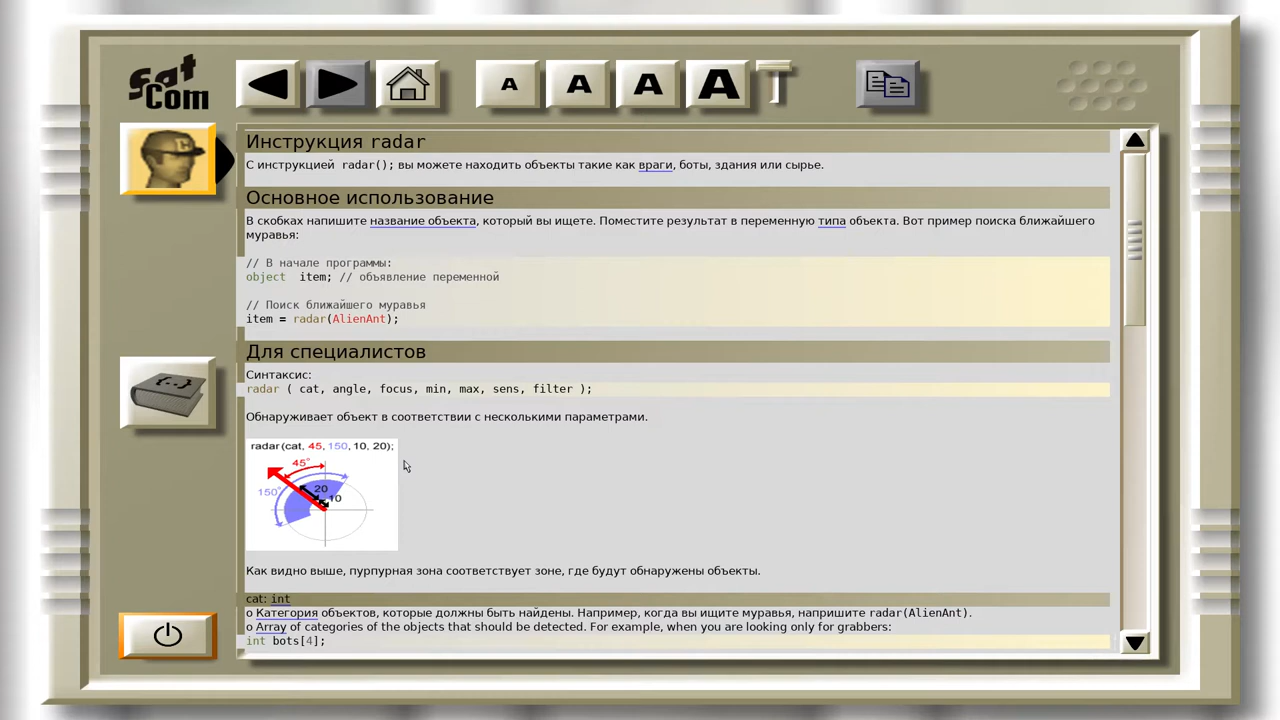 Sat Com
A A A A T
Инструкция radar
С инструкцией radar(); вы можете находить объекты такие как враги, боты, здания или сырье.
Основное использование
В скобках напишите название объекта, который вы ищете. Поместите результат в переменную типа объекта. Вот пример поиска ближайшего
муравья:
// В начале программы:
object item; // объявление переменной
// Поиск ближайшего муравья
item = radar(AlienAnt);
Для специалистов
Синтаксис:
radar ( cat, angle, focus, min, max, sens, filter );
Обнаруживает объект в соответствии с несколькими параметрами.
radar(cat, 45, 150, 10, 20);
45°
150°
20
10
Как видно выше, пурпурная зона соответствует зоне, где будут обнаружены объекты.
cat: int
o Категория объектов, которые должны быть найдены. Например, когда вы ищите муравья, напришите radar(AlienAnt).
o Array of categories of the objects that should be detected. For example, when you are looking only for grabbers:
int bots[4];
{..}